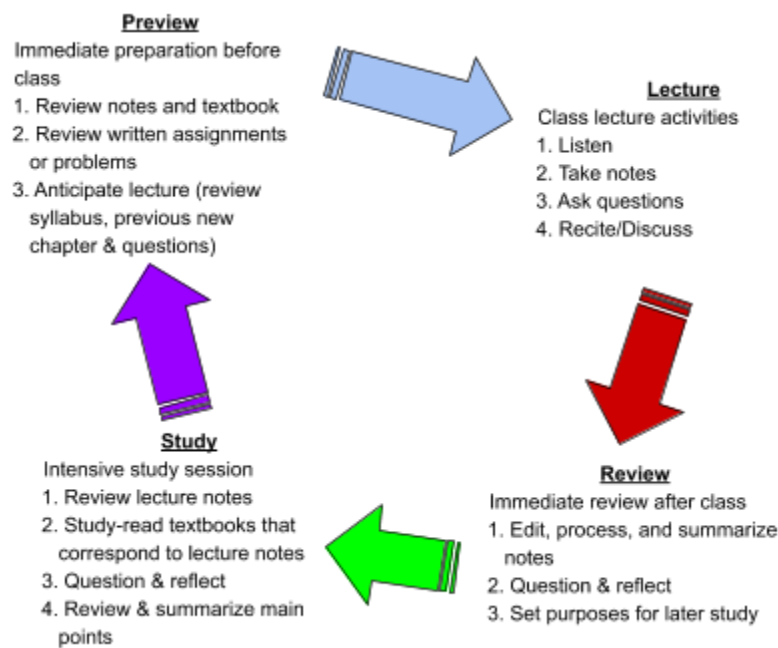 Preview
Immediate preparation before
class
1. Review notes and textbook
2. Review written assignments
or problems
3. Anticipate lecture (review
syllabus, previous new
chapter & questions)
Lecture
Class lecture activities
1. Listen
2. Take notes
3. Ask questions
4. Recite/Discuss
Review
Immediate review after class
1. Edit, process, and summarize
notes
2. Question & reflect
3. Set purposes for later study
Study
Intensive study session
1. Review lecture notes
2. Study-read textbooks that
correspond to lecture notes
3. Question & reflect
4. Review & summarize main
points